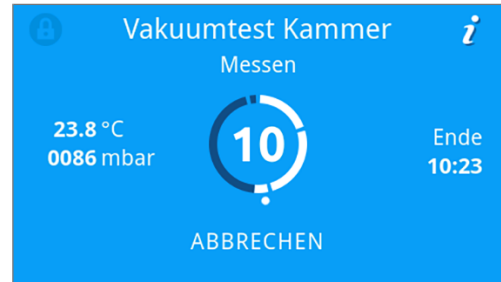 Vakuumtest Kammer
i
Messen
23.8 °C
0086 mbar
10
Ende
10:23
ABBRECHEN